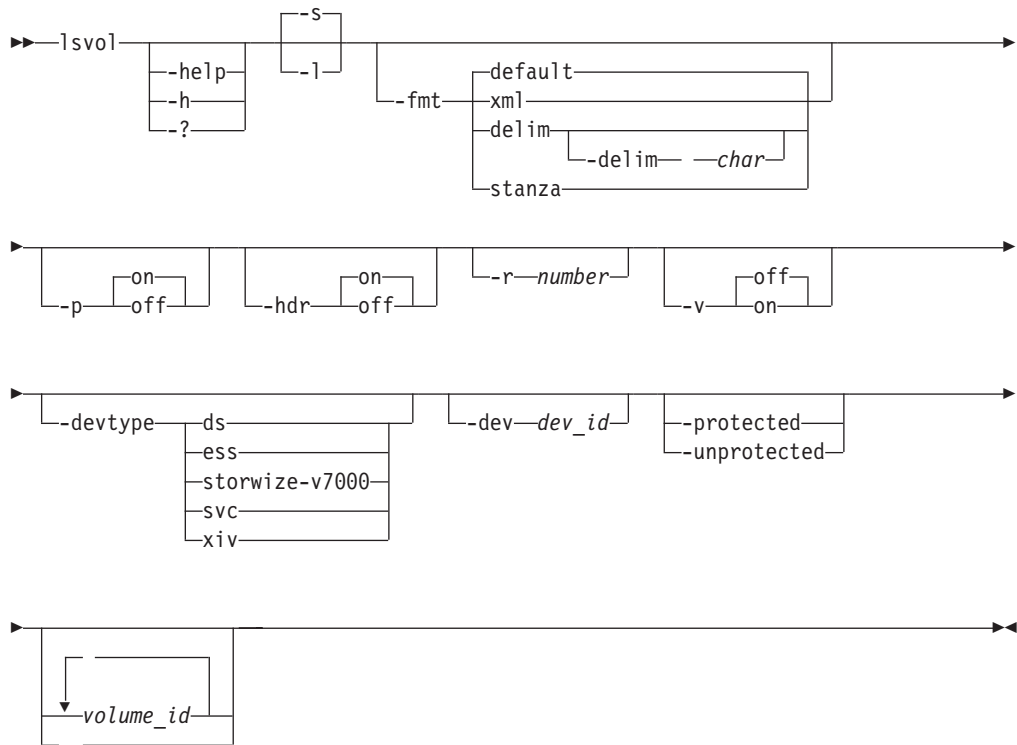 -s
lsvol
-help
-l
default
-h
-fmt
xml
-?
delim
-delim char
stanza
on
on
off
-p
off
-hdr
off
-r number
-v
on
-devtype
ds
-dev dev_id
-protected
ess
-unprotected
storwize-v7000
svc
xiv
volume_id